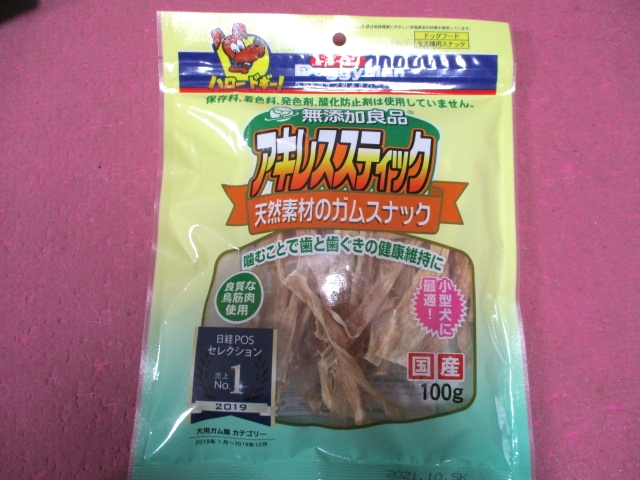 ドッグフード
全犬種用スナック
ハロードギー!
DoggyMan
保存料、着色料、発色剤、酸化防止剤は使用していません。
無添加良品
アキレススティック
天然素材のガムスナック
噛むことで歯と歯ぐきの健康維持に
良質な
鳥筋肉
使用
小型犬に
最適!
日経POS
セレクション
売上
No.1
2019
国産
100g
犬用ガム類 カテゴリー
2019年1月〜2019年12月
2021.10.SK